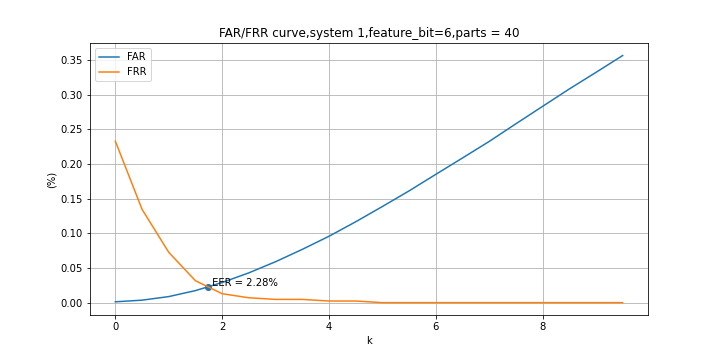 FAR/FRR curve,system 1,feature_bit=6,parts = 40
FAR
FRR
0.35
0.30
0.25
0.20
0.15
0.10
0.05
0.00
(%)
EER = 2.28%
0 2 4 6 8
k